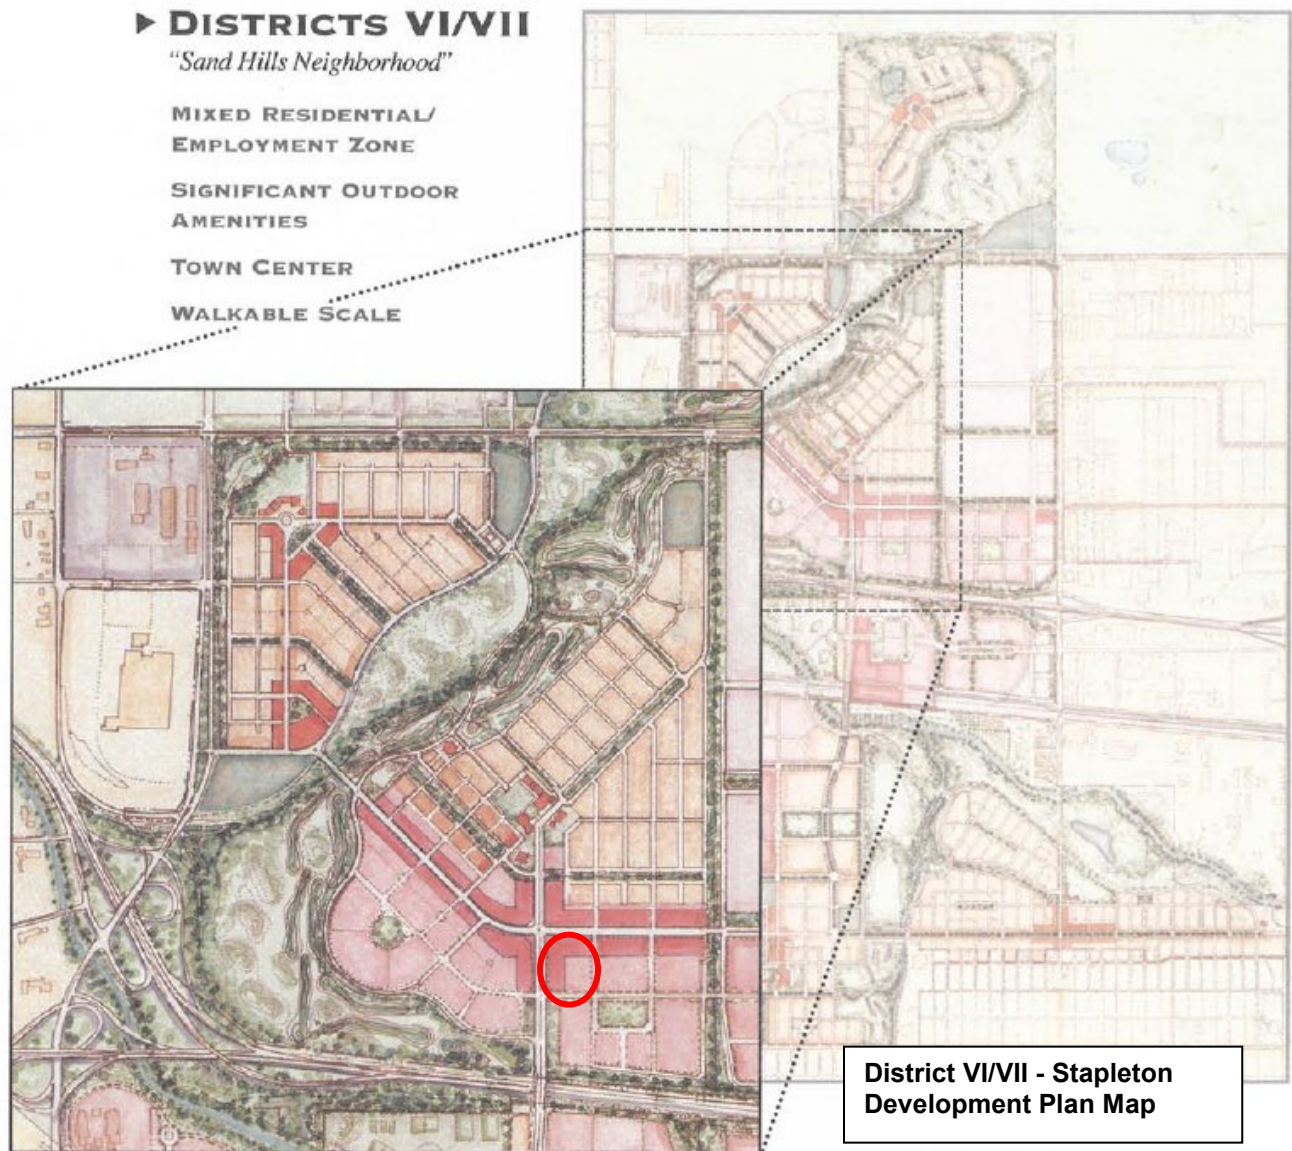 ▶ DISTRICTS VI/VII
"Sand Hills Neighborhood"
MIXED RESIDENTIAL/
EMPLOYMENT ZONE
SIGNIFICANT OUTDOOR
AMENITIES
TOWN CENTER
WALKABLE SCALE
District VI/VII - Stapleton
Development Plan Map